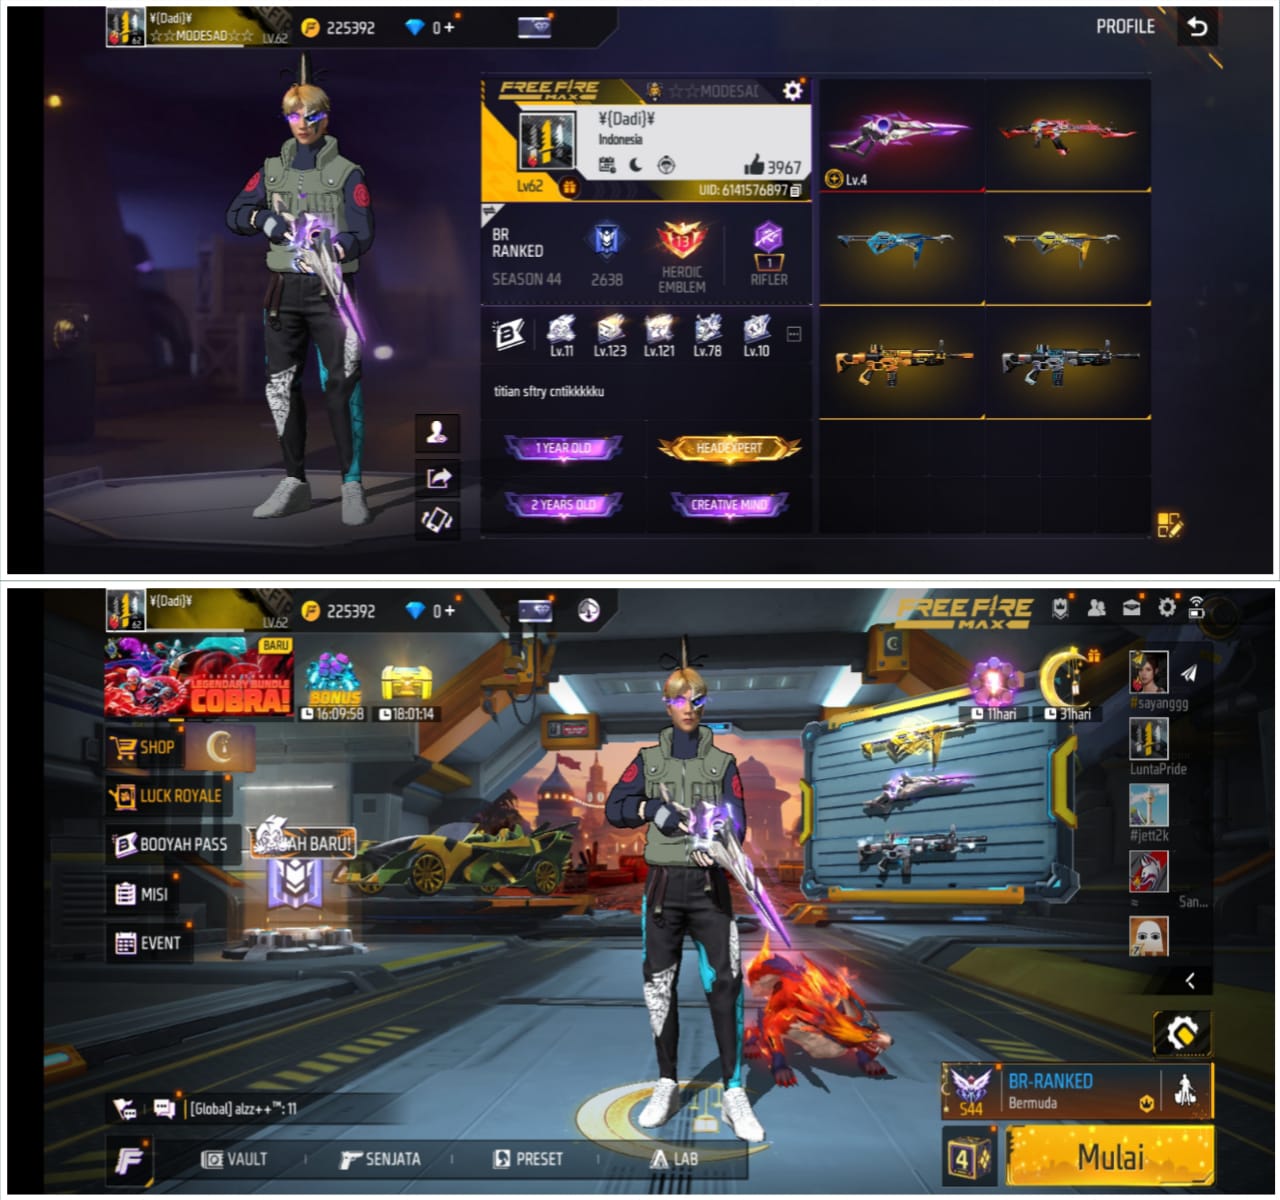 ¥{Dadi}¥
☆☆MODESAD☆☆
LV.62
62
225392
0+
PROFILE
FREE FIRE
MAX
☆☆MODESAD
¥{Dadi}¥
Indonesia
3967
Lv62
UID: 6141576897
Lv.4
BR
RANKED
SEASON 44
2638
13
HEROIC
EMBLEM
1
RIFLER
B
Lv.11
Lv.123
Lv.121
Lv.78
Lv.10
titian sftry cntikkkkku
1 YEAR OLD
HEADEXPERT
2 YEARS OLD
CREATIVE MIND
¥{Dadi}¥
LV.62
62
225392
0+
FREE FIRE
MAX
BARU
LEGENDARY BUNDLE
COBRA!
BONUS
16:09:58
18:01:14
11hari
31hari
#sayanggg
SHOP
LUCK ROYALE
BOOYAH PASS
AH BARU!
MISI
EVENT
LuntaPride
#jett2k
≈ San...
[Global] alzz++™: 11
S44
BR-RANKED
Bermuda
VAULT
SENJATA
PRESET
LAB
4
Mulai